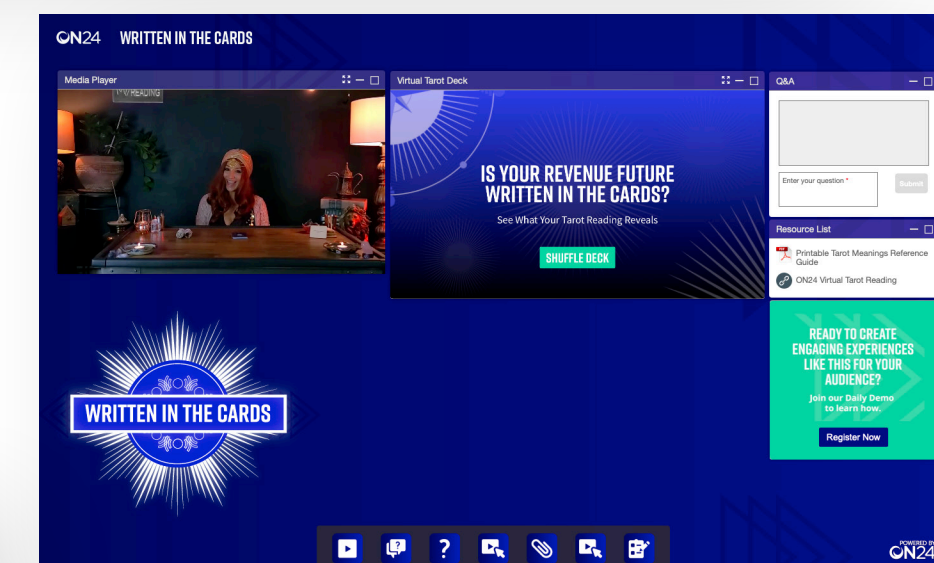 ON24 WRITTEN IN THE CARDS
Media Player
READING
Virtual Tarot Deck
IS YOUR REVENUE FUTURE
WRITTEN IN THE CARDS?
See What Your Tarot Reading Reveals
SHUFFLE DECK
Q&A
Enter your question *
Submit
Resource List
Printable Tarot Meanings Reference
Guide
ON24 Virtual Tarot Reading
READY TO CREATE
ENGAGING EXPERIENCES
LIKE THIS FOR YOUR
AUDIENCE?
Join our Daily Demo
to learn how.
Register Now
WRITTEN IN THE CARDS
POWERED BY
ON24